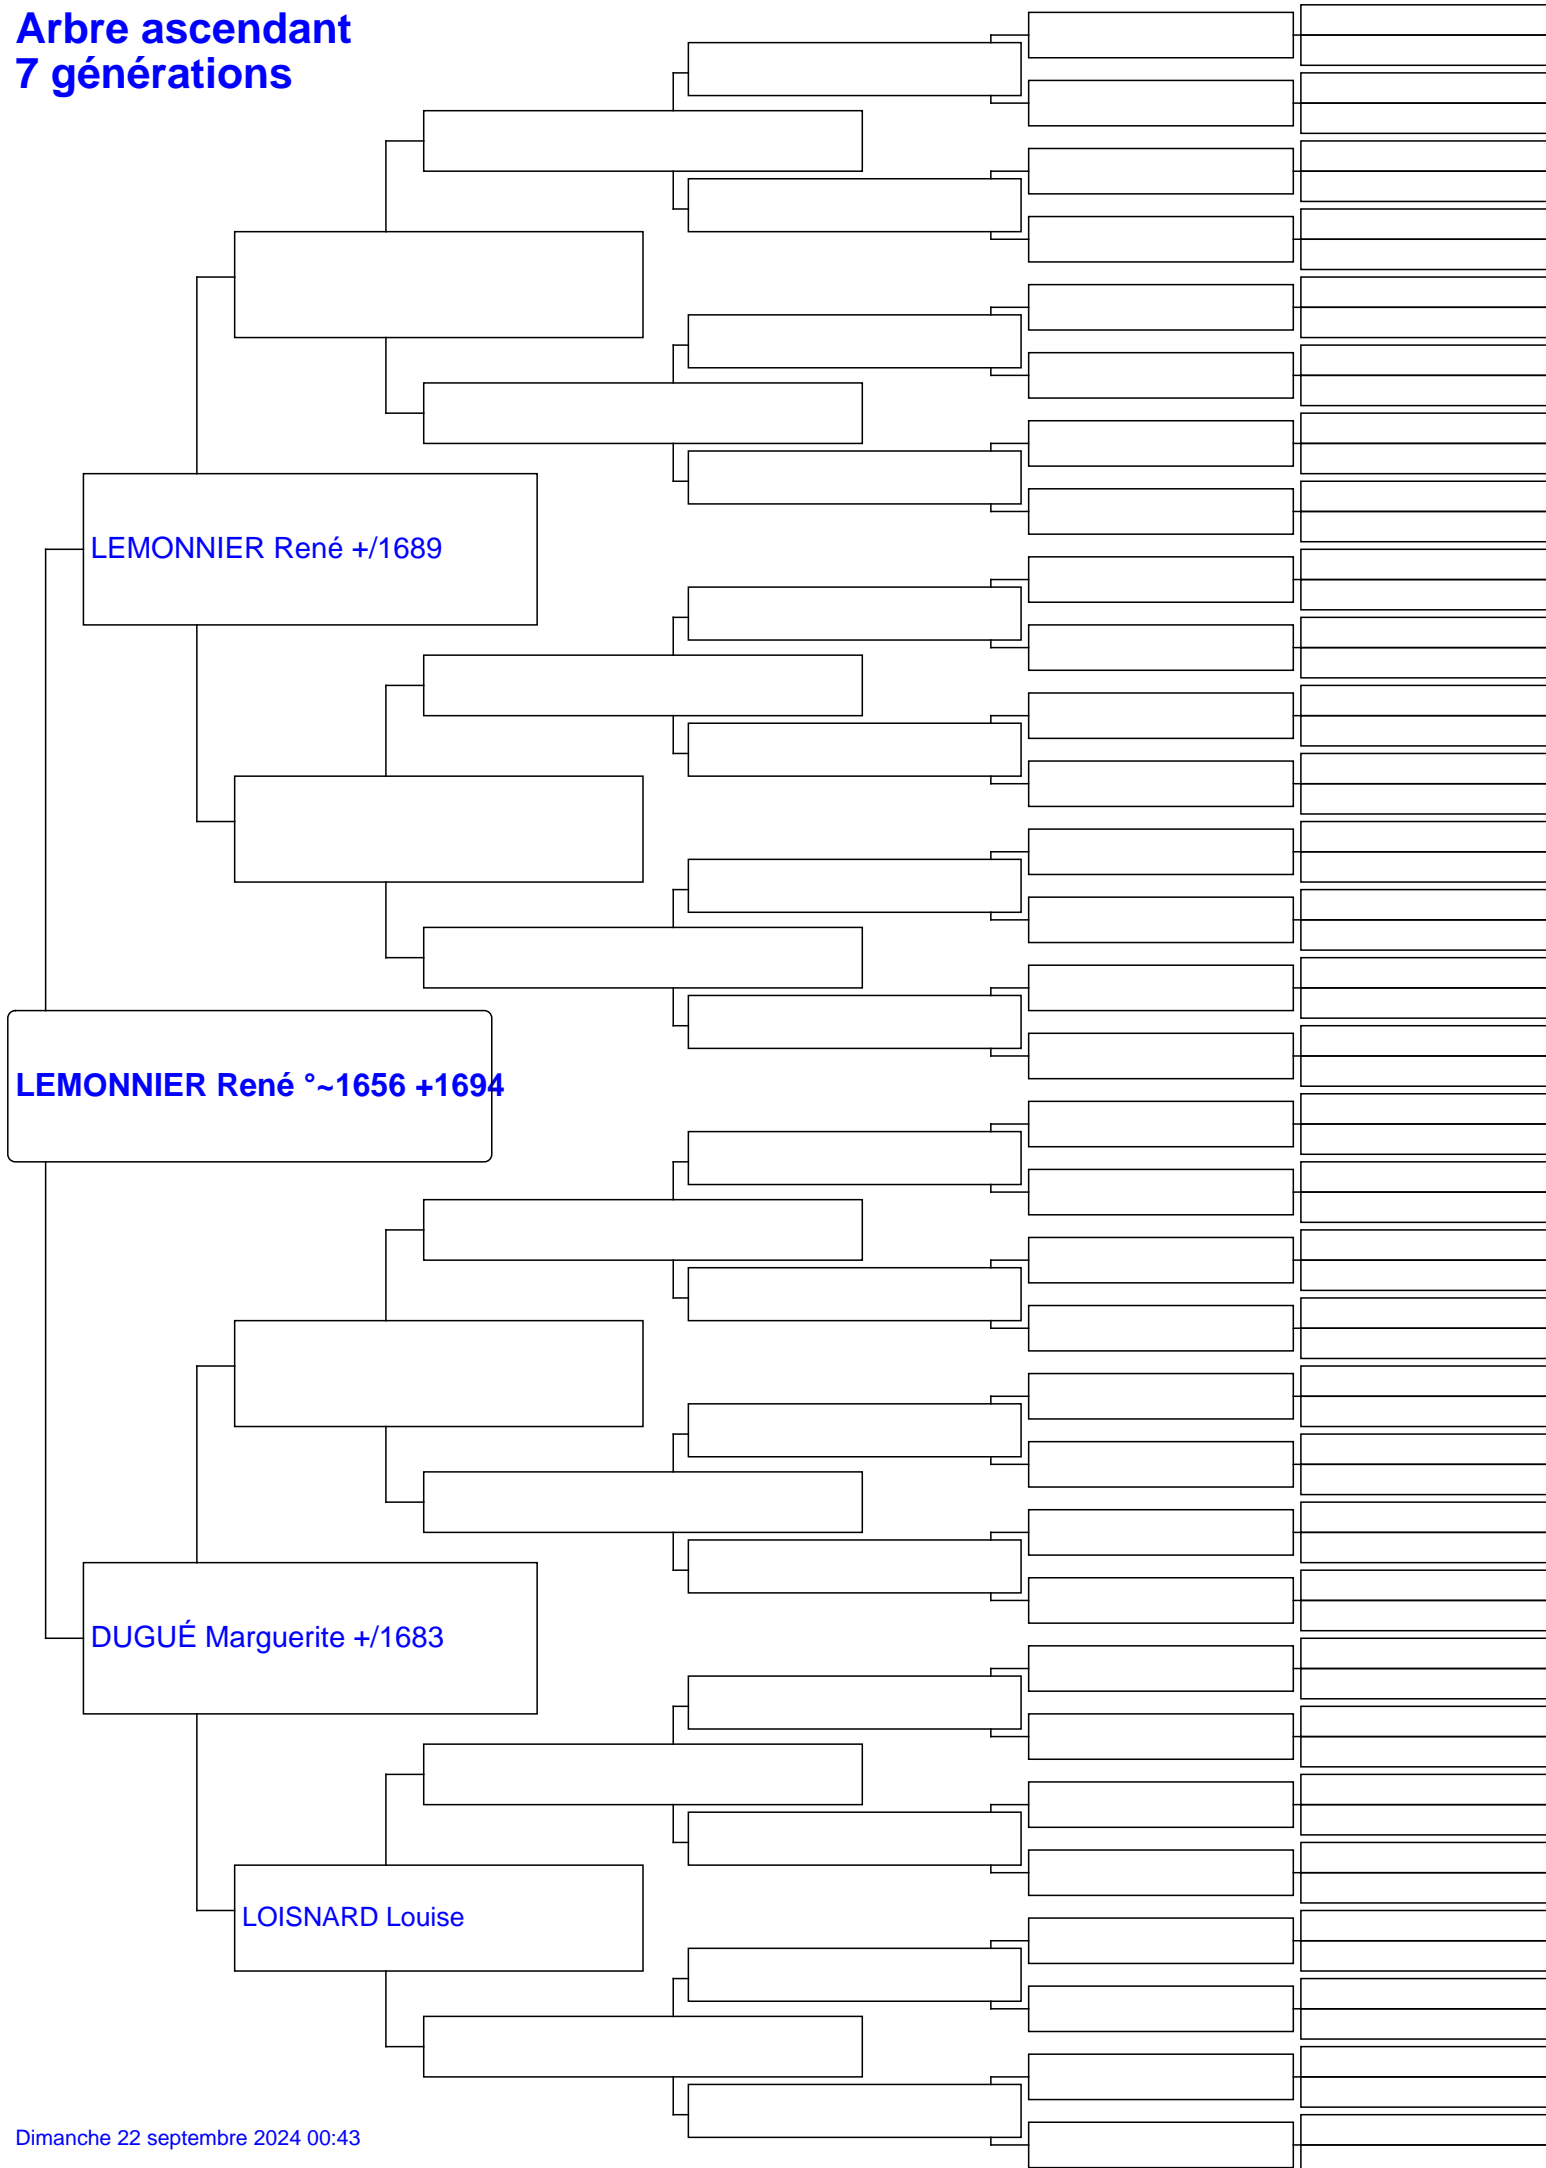 Arbre ascendant
7 générations
LEMONNIER René +/1689
LEMONNIER René °~1656 +1694
DUGUÉ Marguerite +/1683
LOISNARD Louise
Dimanche 22 septembre 2024 00:43